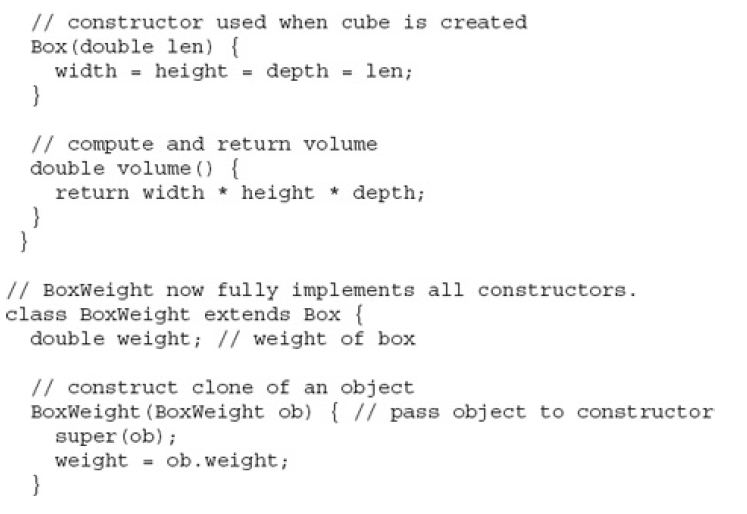 // constructor used when cube is created
Box(double len) {
width = height = depth = len;
}
// compute and return volume
double volume() {
return width * height * depth;
}
}
// BoxWeight now fully implements all constructors.
class BoxWeight extends Box {
double weight; // weight of box
// construct clone of an object
BoxWeight(BoxWeight ob) { // pass object to constructor
super(ob);
weight = ob.weight;
}